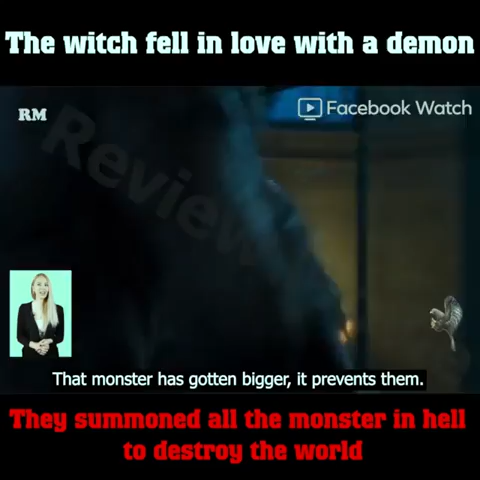 The witch fell in love with a demon
RM
Facebook Watch
Review
That monster has gotten bigger, it prevents them.
They summoned all the monster in hell
to destroy the world